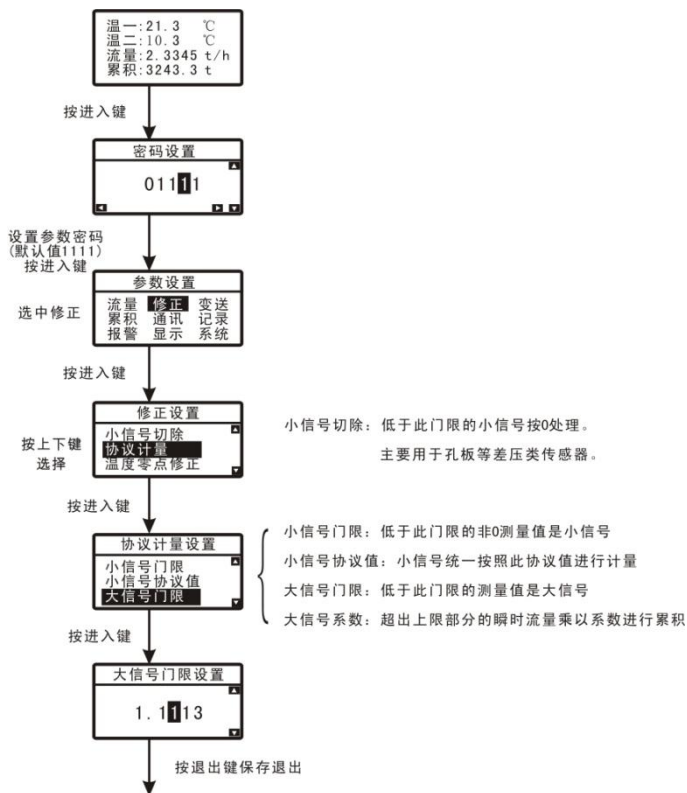 温一:21.3 ℃
温二:10.3 ℃
流量:2.3345 t/h
累积:3243.3 t
按进入键
密码设置
01111
设置参数密码
(默认值1111)
按进入键
参数设置
流量 修正 变送
累积 通讯 记录
报警 显示 系统
选中修正
按进入键
修正设置
小信号切除
协议计量
温度零点修正
按上下键
选择
小信号切除：低于此门限的小信号按0处理。
主要用于孔板等差压类传感器。
按进入键
协议计量设置
小信号门限
小信号协议值
大信号门限
小信号门限：低于此门限的非0测量值是小信号
小信号协议值：小信号统一按照此协议值进行计量
大信号门限：低于此门限的测量值是大信号
大信号系数：超出上限部分的瞬时流量乘以系数进行累积
按进入键
大信号门限设置
1.1113
按退出键保存退出